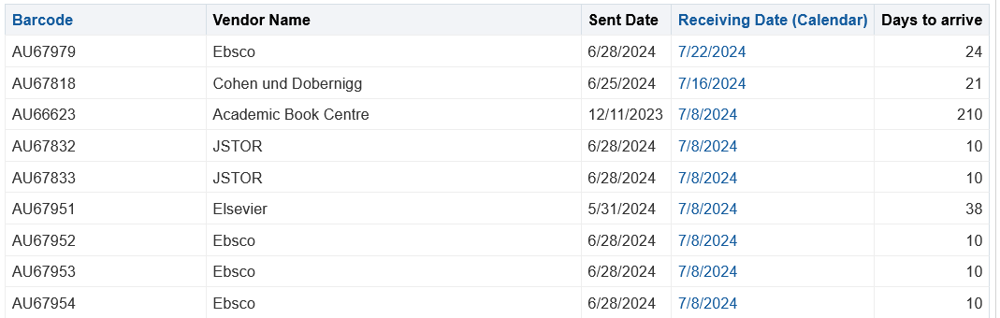 Barcode Vendor Name Sent Date Receiving Date (Calendar) Days to arrive
AU67979 Ebsco 6/28/2024 7/22/2024 24
AU67818 Cohen und Dobernigg 6/25/2024 7/16/2024 21
AU66623 Academic Book Centre 12/11/2023 7/8/2024 210
AU67832 JSTOR 6/28/2024 7/8/2024 10
AU67833 JSTOR 6/28/2024 7/8/2024 10
AU67951 Elsevier 5/31/2024 7/8/2024 38
AU67952 Ebsco 6/28/2024 7/8/2024 10
AU67953 Ebsco 6/28/2024 7/8/2024 10
AU67954 Ebsco 6/28/2024 7/8/2024 10